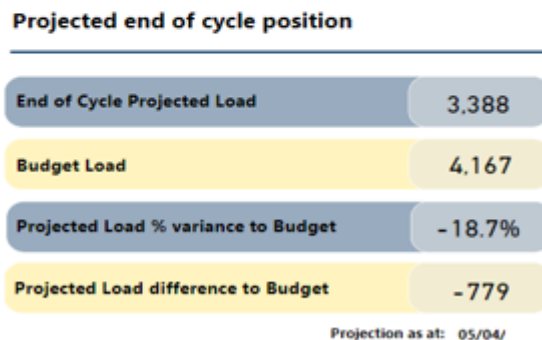 Projected end of cycle position
End of Cycle Projected Load 3,388
Budget Load 4,167
Projected Load % variance to Budget -18.7%
Projected Load difference to Budget -779
Projection as at: 05/04/